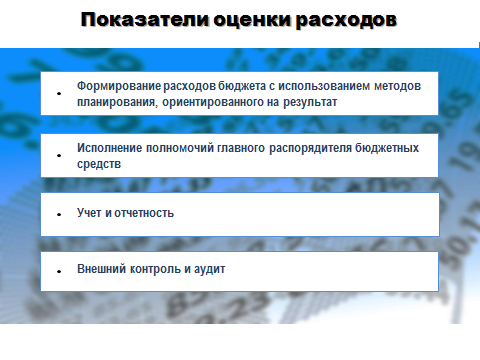 Показатели оценки расходов
• Формирование расходов бюджета с использованием методов
планирования, ориентированного на результат
• Исполнение полномочий главного распорядителя бюджетных
средств
• Учет и отчетность
• Внешний контроль и аудит